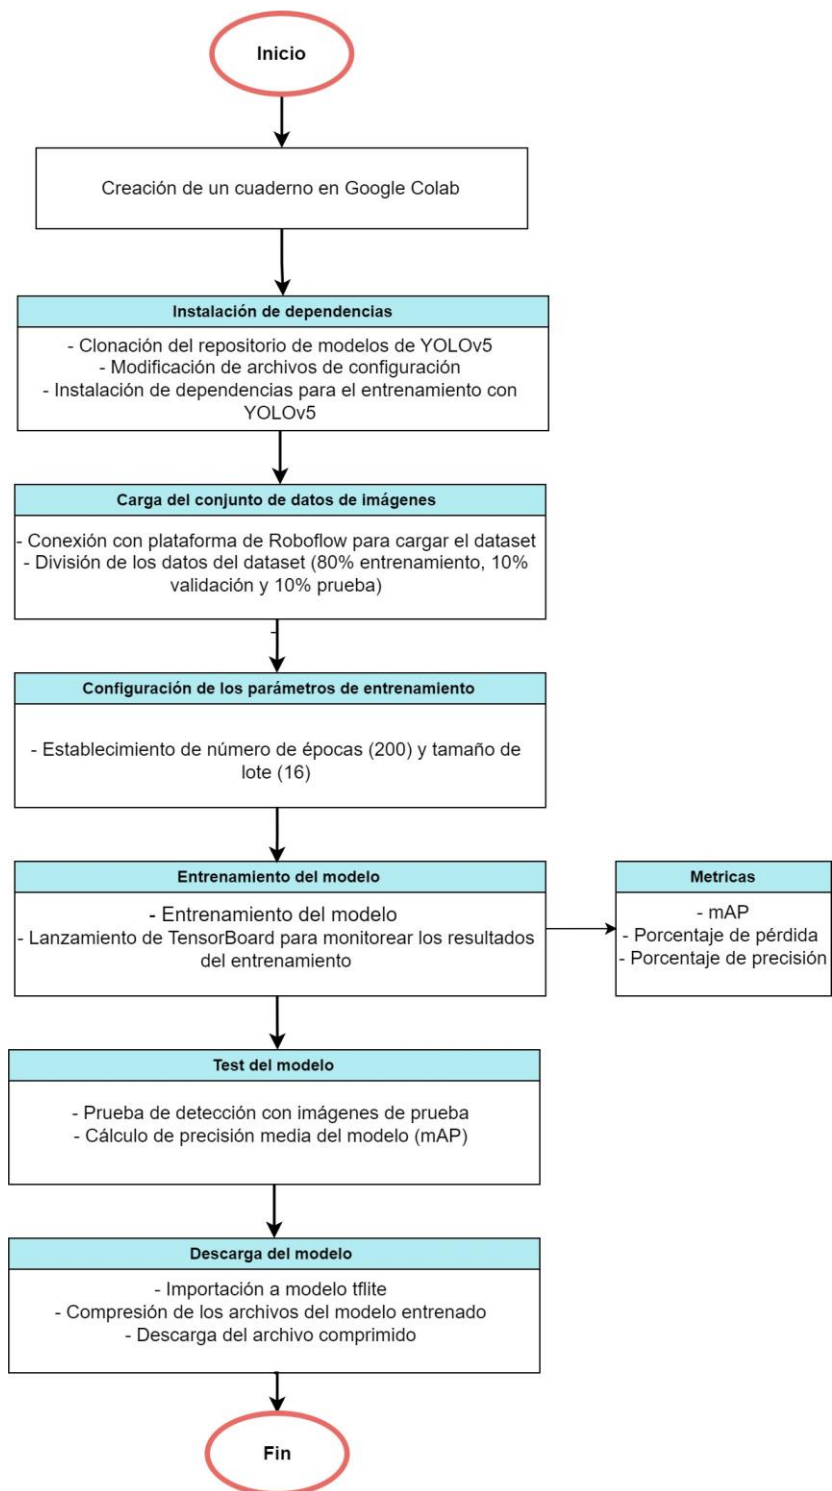 Inicio
Creación de un cuaderno en Google Colab
Instalación de dependencias
- Clonación del repositorio de modelos de YOLOv5
- Modificación de archivos de configuración
- Instalación de dependencias para el entrenamiento con
YOLOv5
Carga del conjunto de datos de imágenes
- Conexión con plataforma de Roboflow para cargar el dataset
- División de los datos del dataset (80% entrenamiento, 10%
validación y 10% prueba)
-
Configuración de los parámetros de entrenamiento
- Establecimiento de número de épocas (200) y tamaño de
lote (16)
Entrenamiento del modelo
- Entrenamiento del modelo
- Lanzamiento de TensorBoard para monitorear los resultados
del entrenamiento
Metricas
- mAP
- Porcentaje de pérdida
- Porcentaje de precisión
Test del modelo
- Prueba de detección con imágenes de prueba
- Cálculo de precisión media del modelo (mAP)
Descarga del modelo
- Importación a modelo tflite
- Compresión de los archivos del modelo entrenado
- Descarga del archivo comprimido
Fin